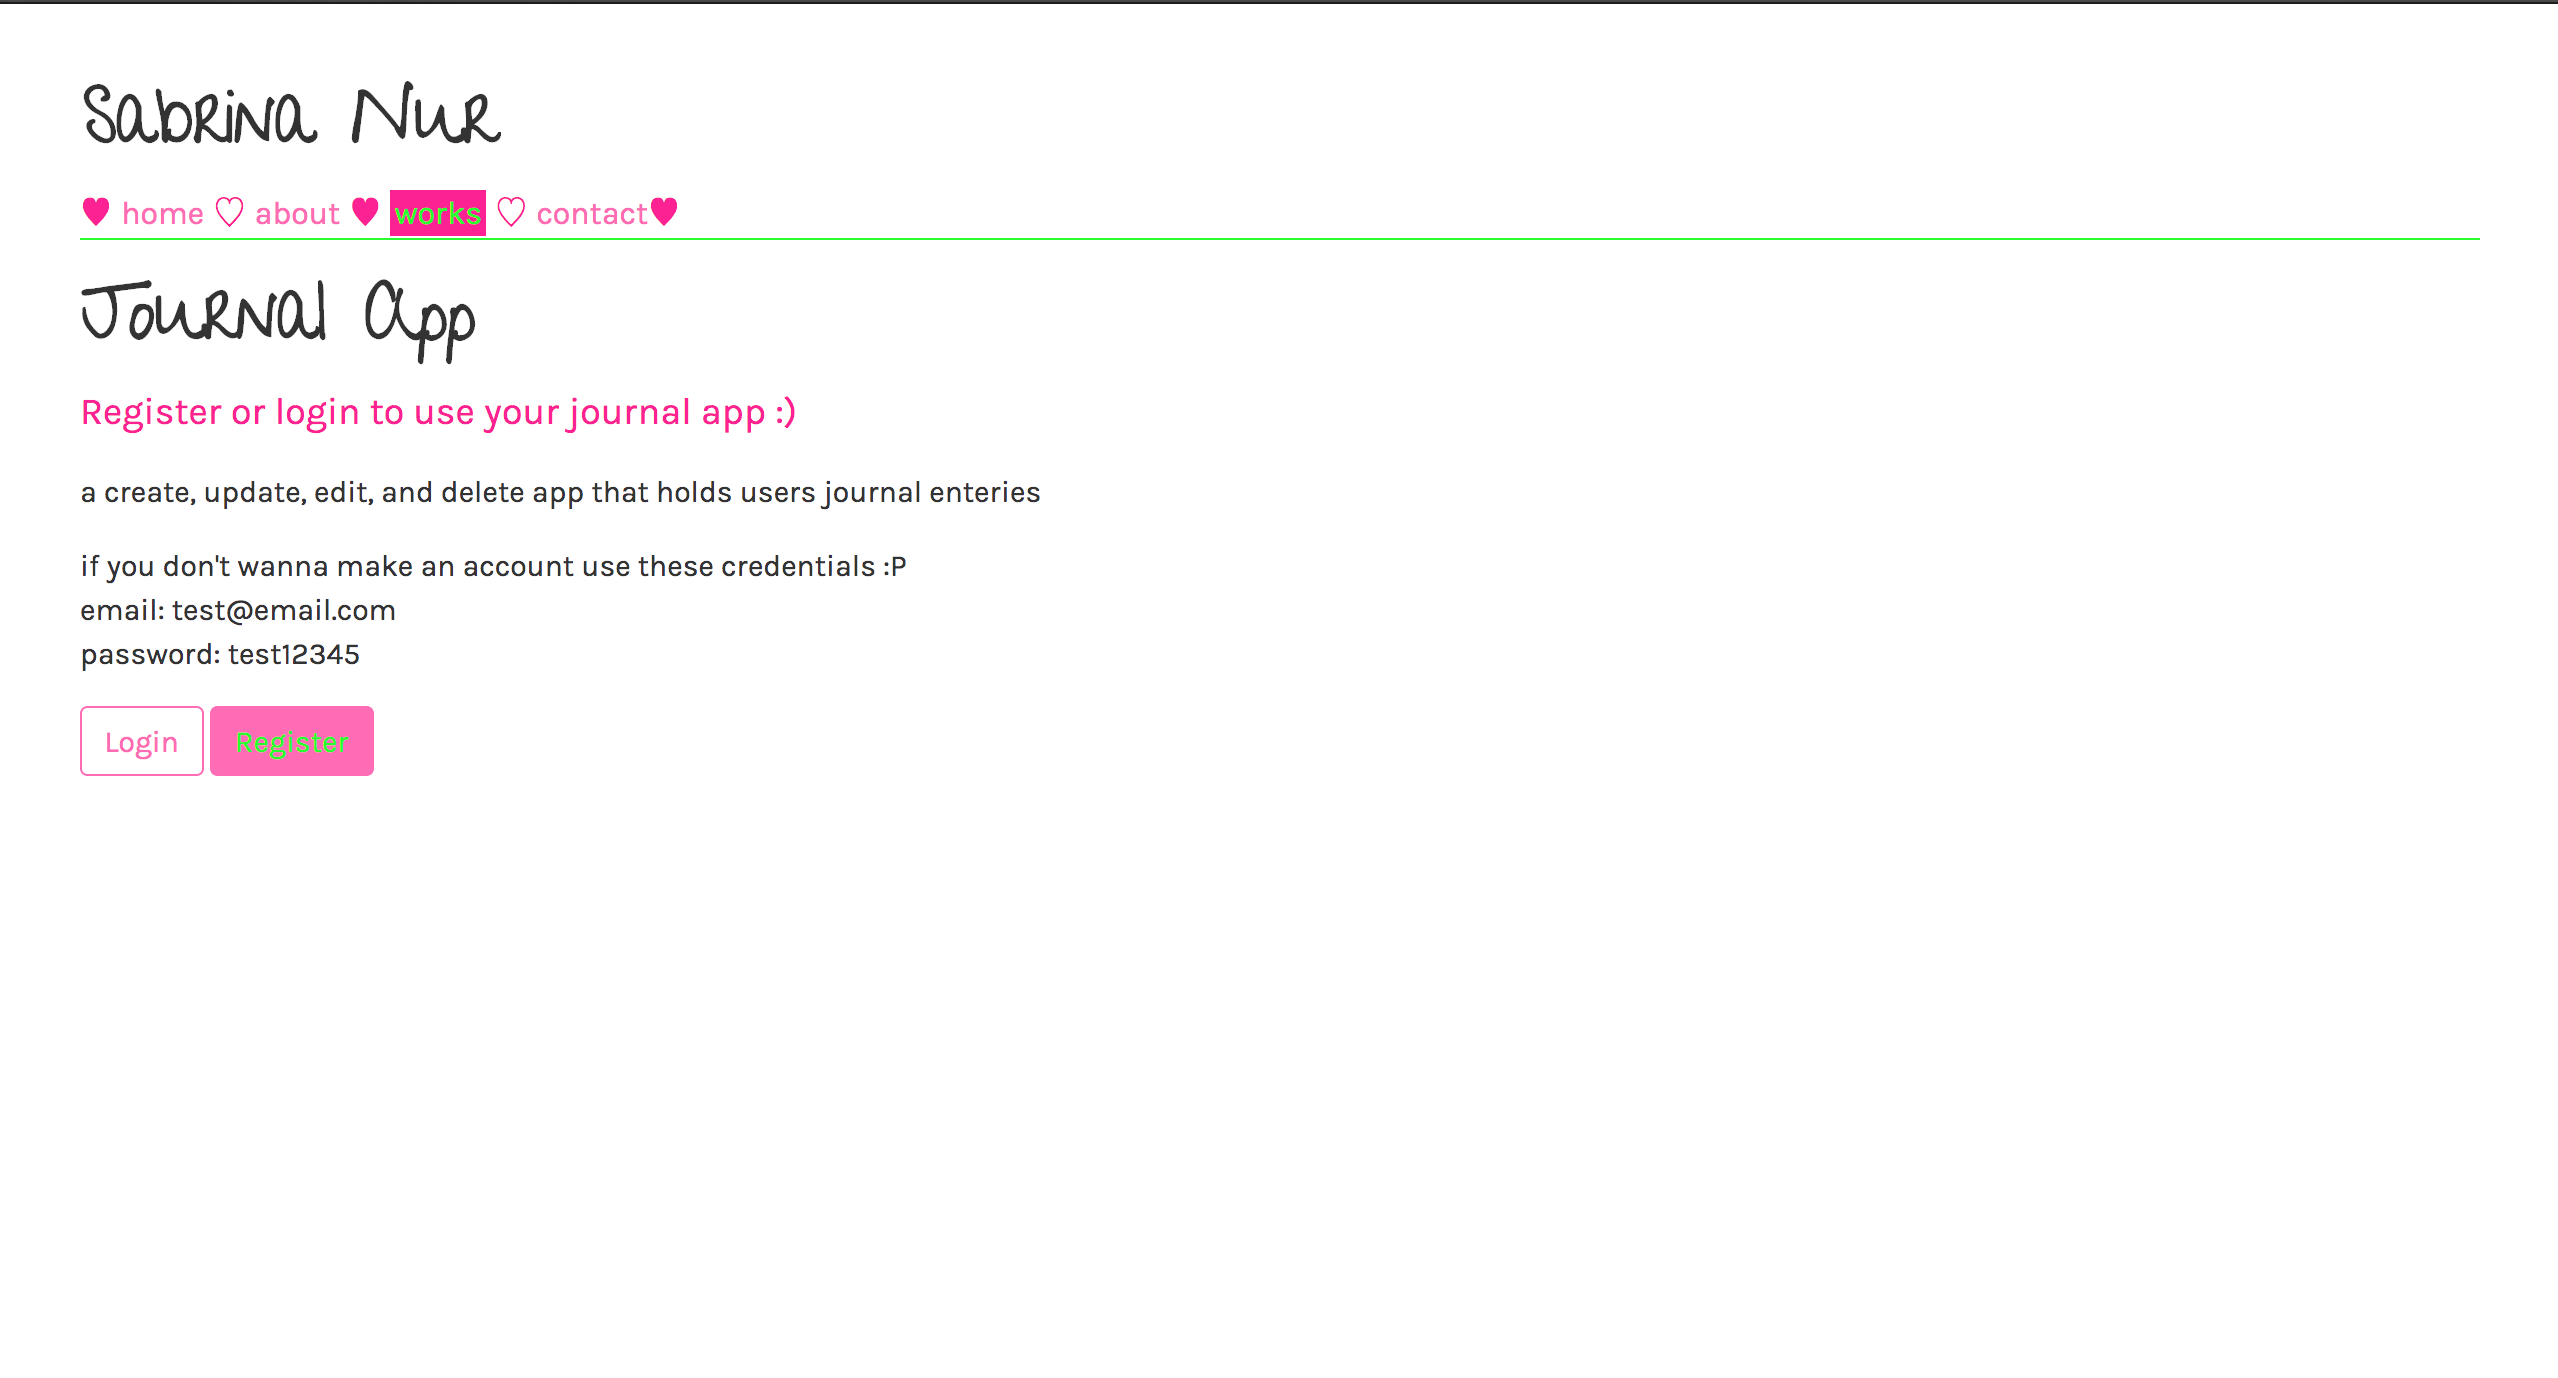 Sabrina Nur
♥ home ♡ about ♥ works ♡ contact♥
Journal App
Register or login to use your journal app :)
a create, update, edit, and delete app that holds users journal enteries
if you don't wanna make an account use these credentials :P
email: test@email.com
password: test12345
Login Register